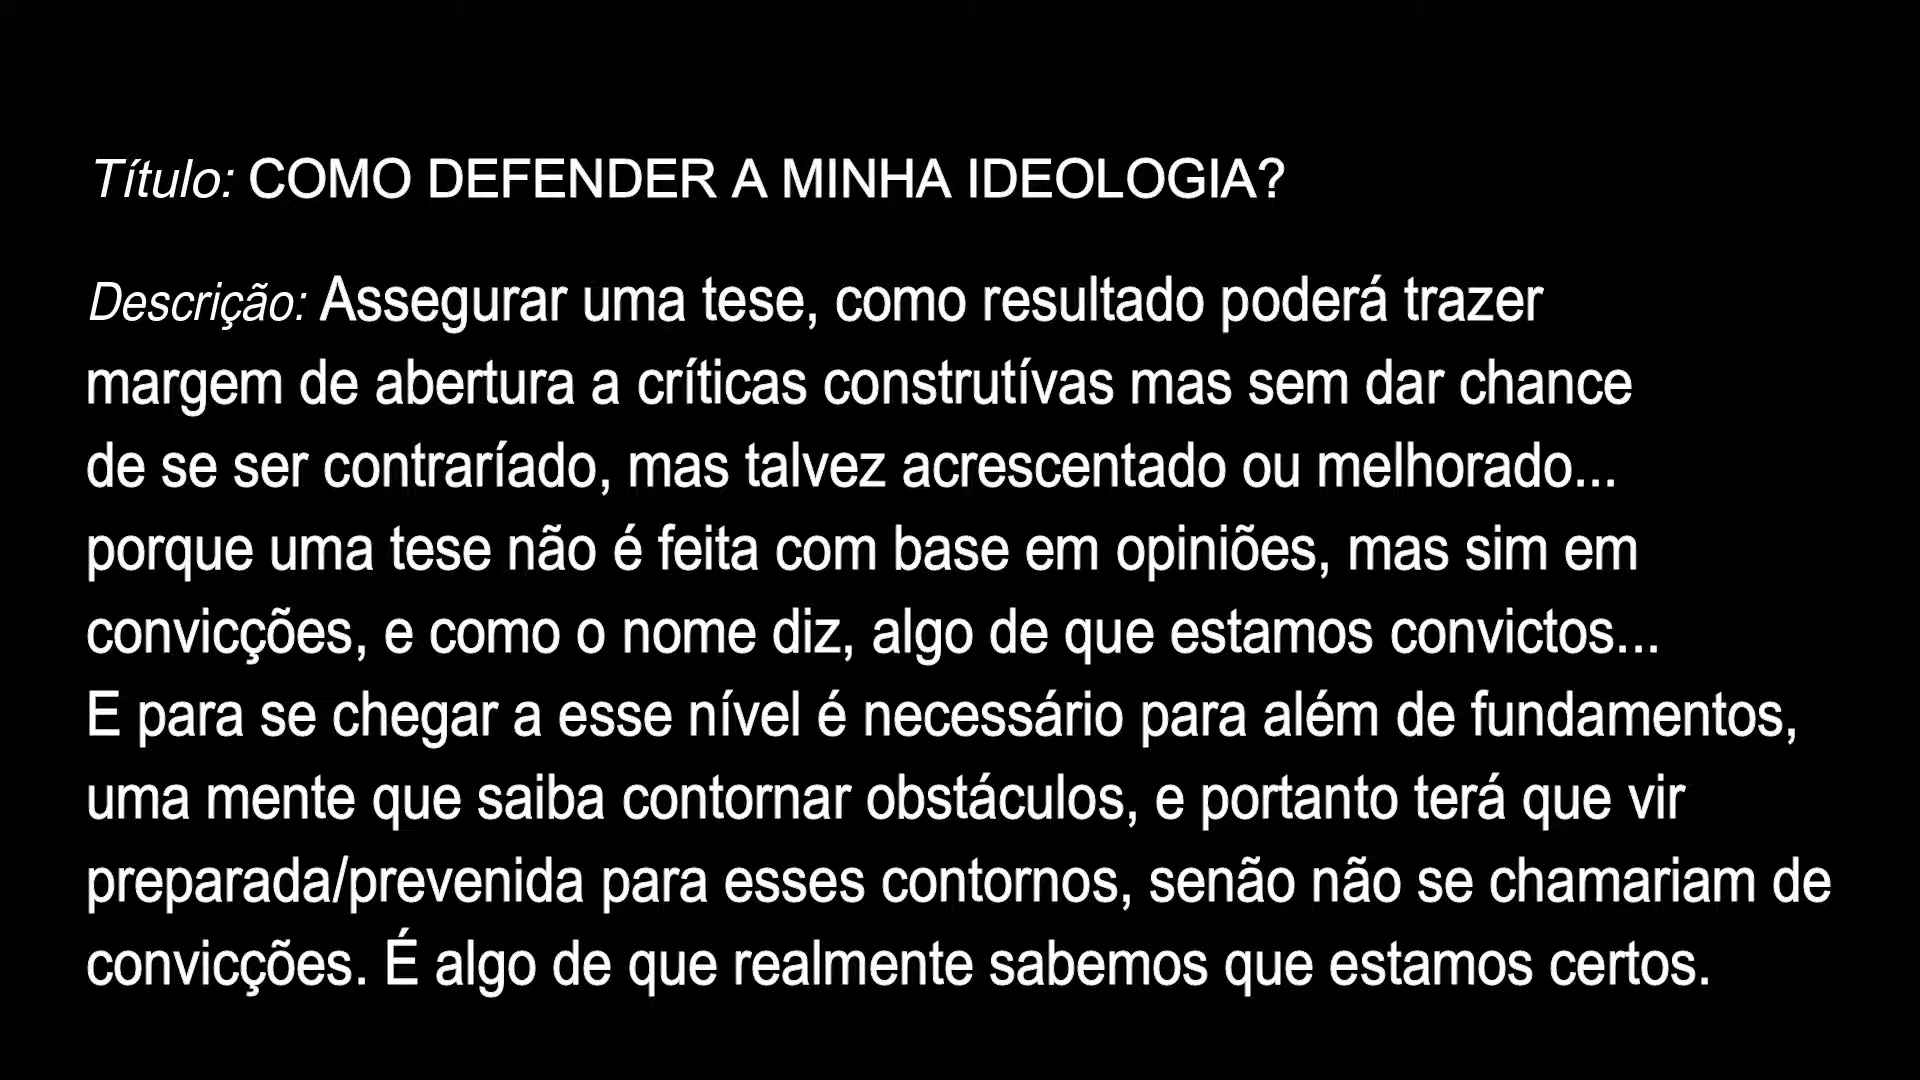 Título: COMO DEFENDER A MINHA IDEOLOGIA?
Descrição: Assegurar uma tese, como resultado poderá trazer
margem de abertura a críticas construtívas mas sem dar chance
de se ser contraríado, mas talvez acrescentado ou melhorado...
porque uma tese não é feita com base em opiniões, mas sim em
convicções, e como o nome diz, algo de que estamos convictos...
E para se chegar a esse nível é necessário para além de fundamentos,
uma mente que saiba contornar obstáculos, e portanto terá que vir
preparada/prevenida para esses contornos, senão não se chamariam de
convicções. É algo de que realmente sabemos que estamos certos.